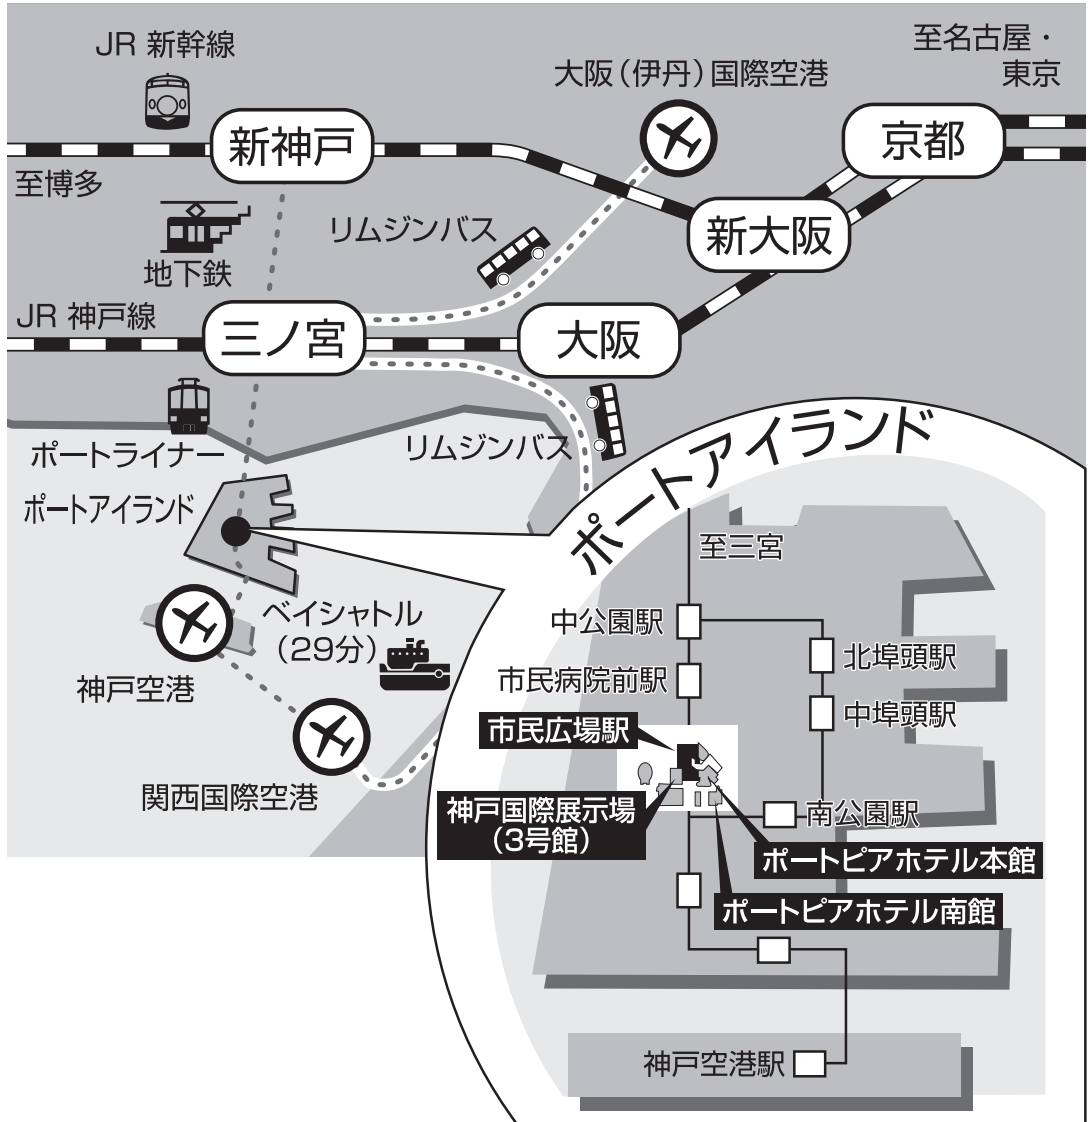 JR 新幹線
至名古屋・
東京
大阪（伊丹）国際空港
新神戸
京都
至博多
リムジンバス
新大阪
地下鉄
JR 神戸線
三ノ宮
大阪
ポートライナー
リムジンバス
ポートアイランド
ポートアイランド
至三宮
ベイシャトル
（29分）
神戸空港
関西国際空港
中公園駅
北埠頭駅
市民病院前駅
中埠頭駅
市民広場駅
神戸国際展示場
（3号館）
南公園駅
ポートピアホテル本館
ポートピアホテル南館
神戸空港駅